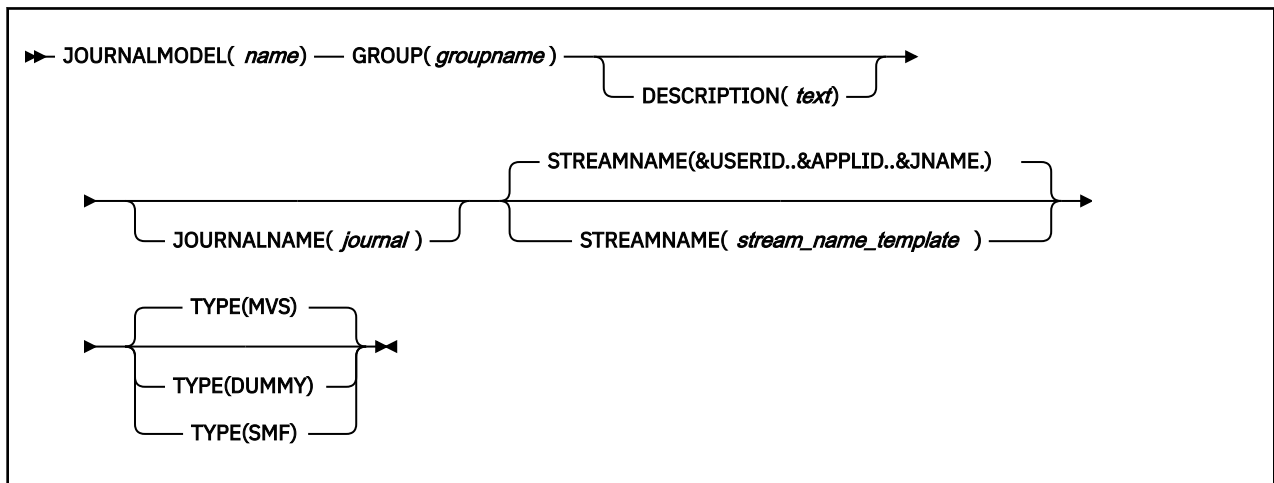 JOURNALMODEL( name) GROUP( groupname )
DESCRIPTION( text)
STREAMNAME(&USERID..&APPLID..&JNAME.)
JOURNALNAME( journal )
STREAMNAME( stream_name_template )
TYPE(MVS)
TYPE(DUMMY)
TYPE(SMF)